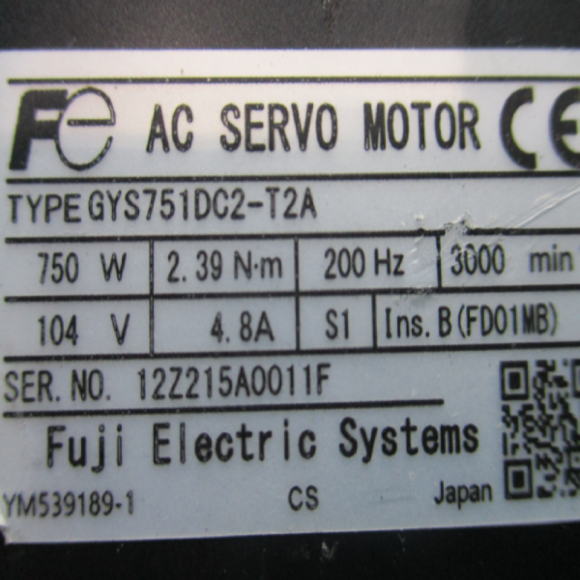 Fe AC SERVO MOTOR CE
TYPE GYS751DC2-T2A
750 W 2.39 N·m 200 Hz 3000 min
104 V 4.8A S1 Ins. B (FD01MB)
SER. NO. 12Z215A0011F
Fuji Electric Systems
YM539189-1 CS Japan